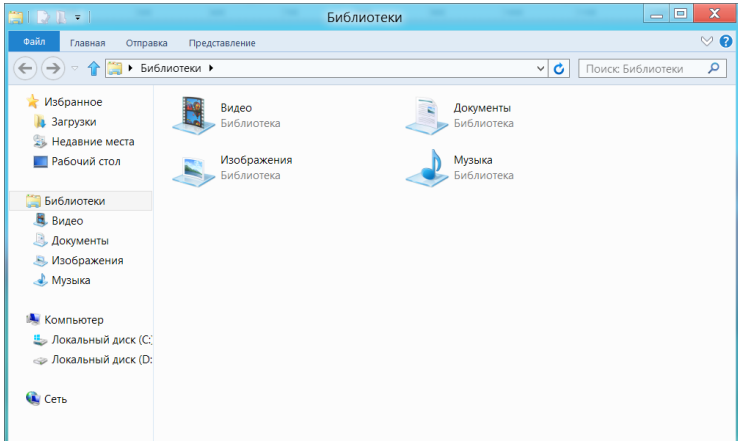 Библиотеки
Файл Главная Отправка Представление
Библиотеки
Поиск: Библиотеки
Избранное
Загрузки
Недавние места
Рабочий стол
Библиотеки
Видео
Документы
Изображения
Музыка
Компьютер
Локальный диск (C:)
Локальный диск (D:
Сеть
Видео
Библиотека
Документы
Библиотека
Изображения
Библиотека
Музыка
Библиотека